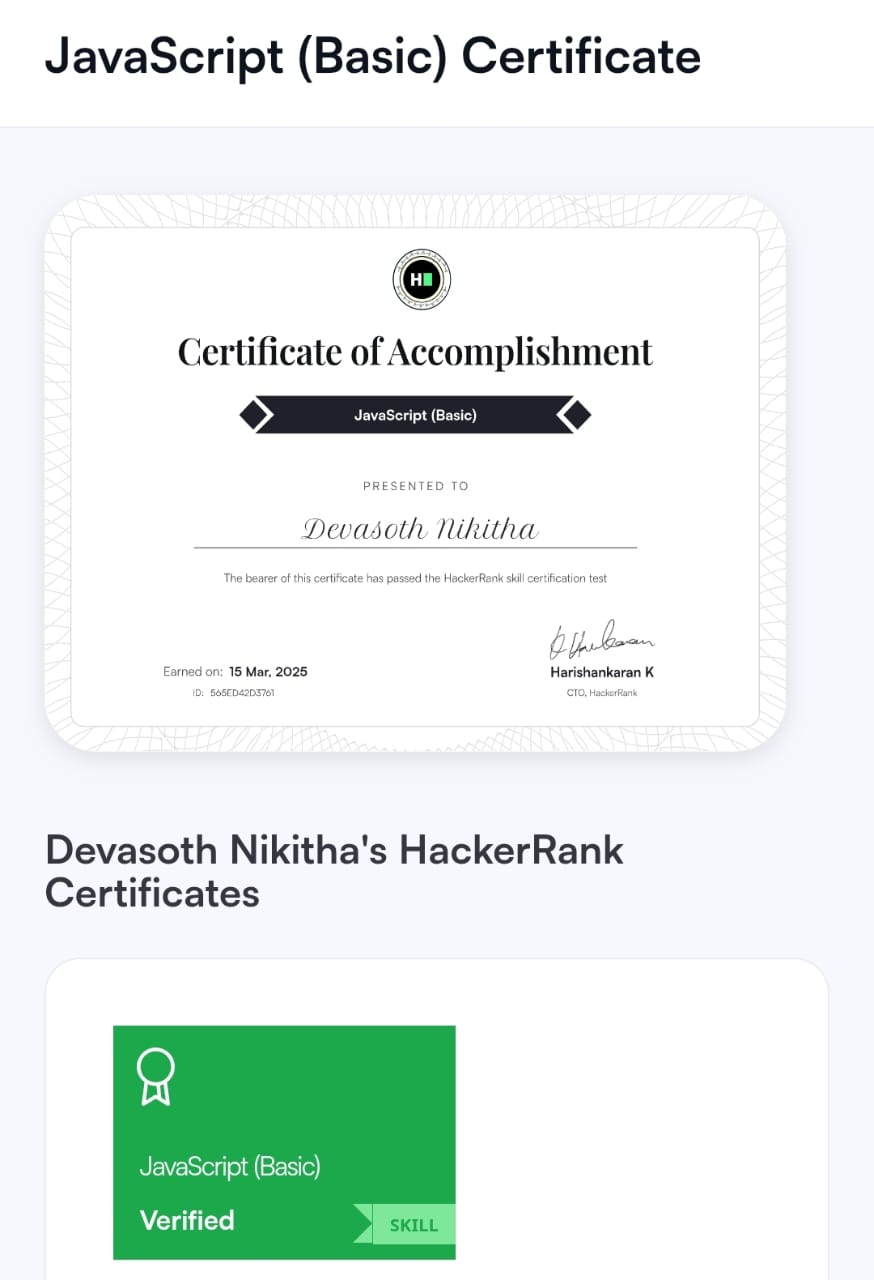 JavaScript (Basic) Certificate
H
Certificate of Accomplishment
JavaScript (Basic)
PRESENTED TO
Devasoth Nikitha
The bearer of this certificate has passed the HackerRank skill certification test
Earned on: 15 Mar, 2025
ID: 565ED42D3761
Harishankaran K
CTO, HackerRank
Devasoth Nikitha's HackerRank
Certificates
JavaScript (Basic)
Verified
SKILL